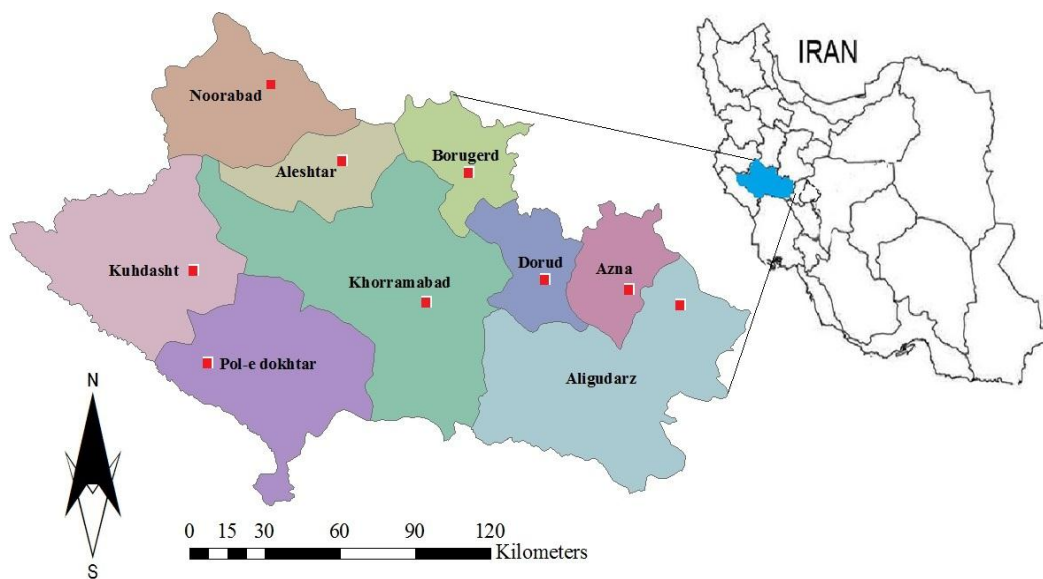 IRAN
Noorabad
Borugerd
Aleshtar
Kuhdasht
Khorramabad
Dorud
Azna
Pol-e dokhtar
Aligudarz
N
S
0 15 30 60 90 120
Kilometers